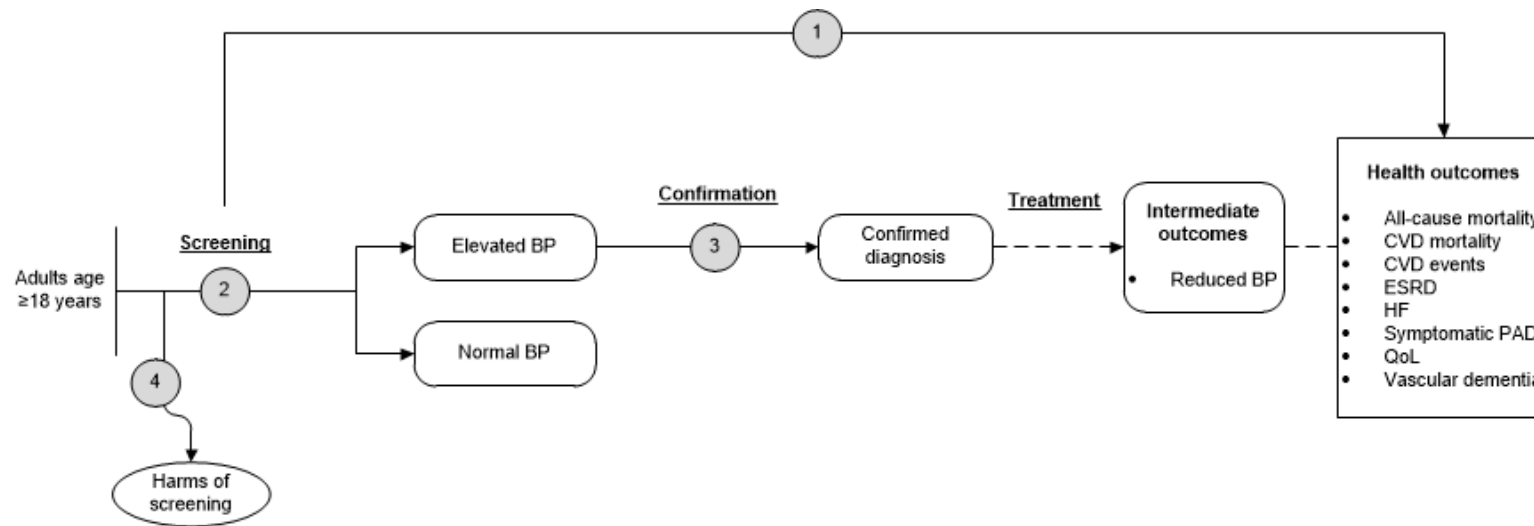 1
Health outcomes
• All-cause mortality
• CVD mortality
• CVD events
• ESRD
• HF
• Symptomatic PAD
• QoL
• Vascular dementia
Adults age
≥18 years
Screening
2
Elevated BP
Normal BP
Confirmation
3
Confirmed
diagnosis
Treatment
Intermediate
outcomes
• Reduced BP
4
Harms of
screening